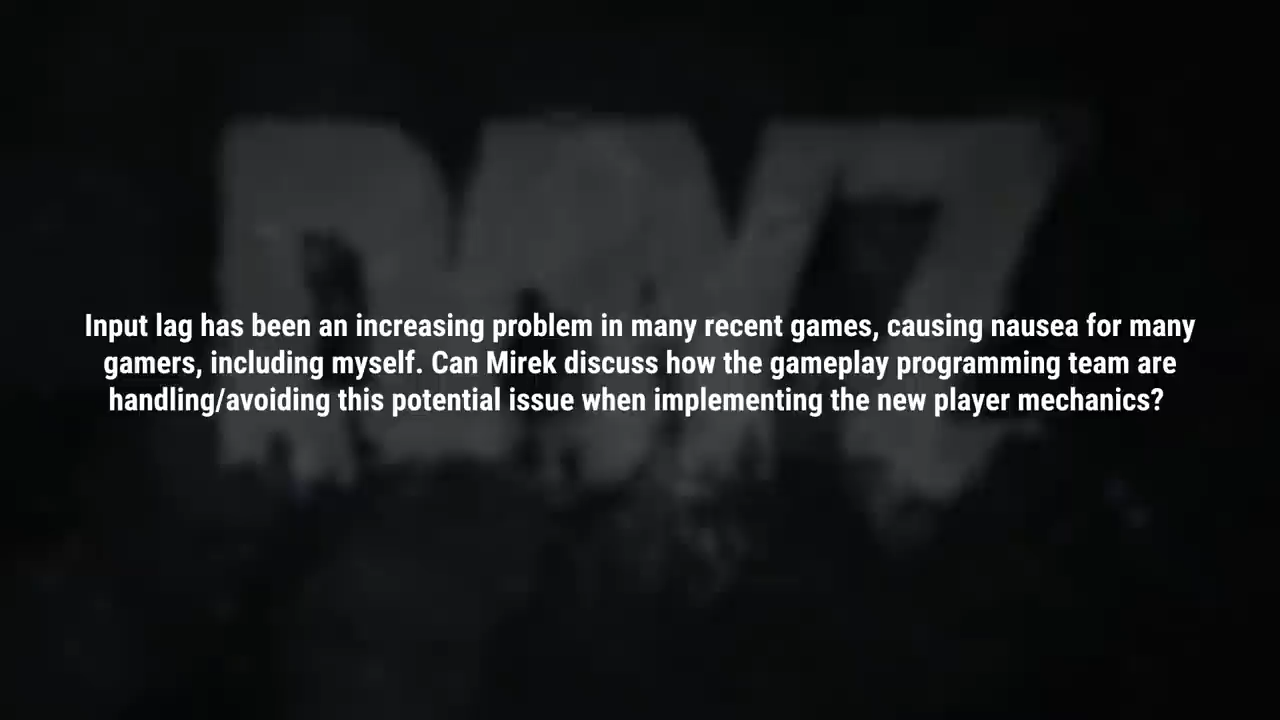 DAYZ
Input lag has been an increasing problem in many recent games, causing nausea for many
gamers, including myself. Can Mirek discuss how the gameplay programming team are
handling/avoiding this potential issue when implementing the new player mechanics?